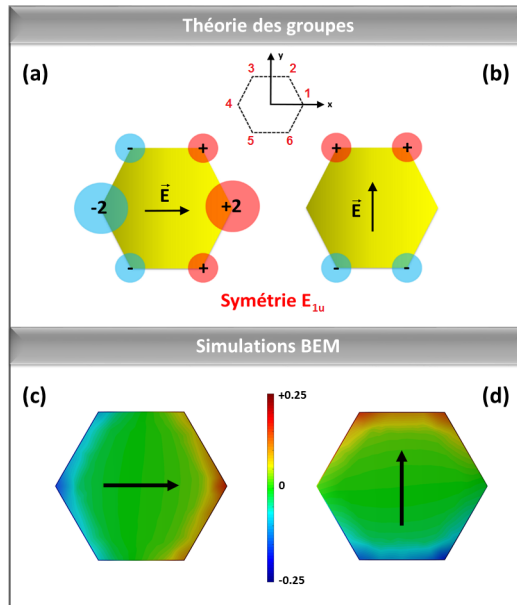 Théorie des groupes
(a)
(b)
y
3 2
4 1 x
5 6
- + + +
-2 E⃗ +2 E⃗
- + - -
Symétrie E1u
Simulations BEM
(c)
(d)
+0.25
0
-0.25